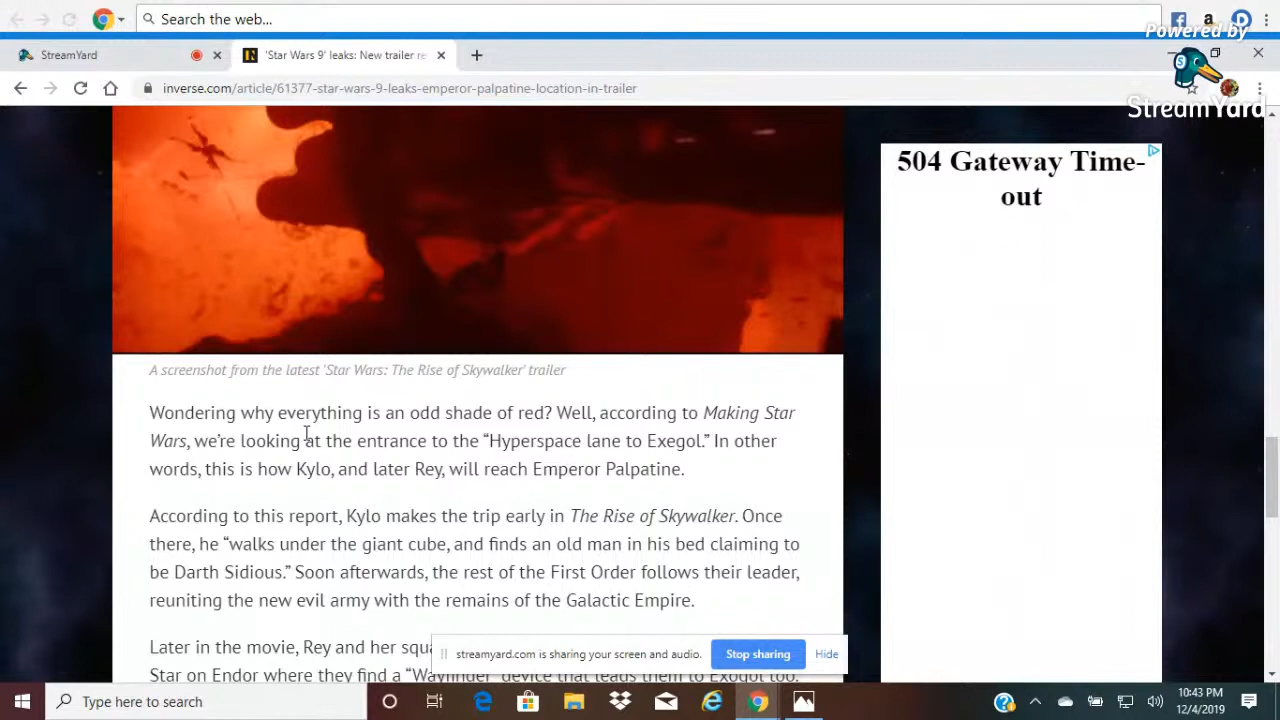 Search the web...
Powered by
StreamYard
'Star Wars 9' leaks: New trailer re
StreamYard
inverse.com/article/61377-star-wars-9-leaks-emperor-palpatine-location-in-trailer
504 Gateway Time-
out
A screenshot from the latest 'Star Wars: The Rise of Skywalker' trailer
Wondering why everything is an odd shade of red? Well, according to Making Star
Wars, we're looking at the entrance to the “Hyperspace lane to Exegol.” In other
words, this is how Kylo, and later Rey, will reach Emperor Palpatine.
According to this report, Kylo makes the trip early in The Rise of Skywalker. Once
there, he “walks under the giant cube, and finds an old man in his bed claiming to
be Darth Sidious.” Soon afterwards, the rest of the First Order follows their leader,
reuniting the new evil army with the remains of the Galactic Empire.
Later in the movie, Rey and her
Star on Endor where they find a “Wayfinder” device that leads them to Exegol too.
streamyard.com is sharing your screen and audio.
Stop sharing
Hide
Type here to search
10:43 PM
12/4/2019